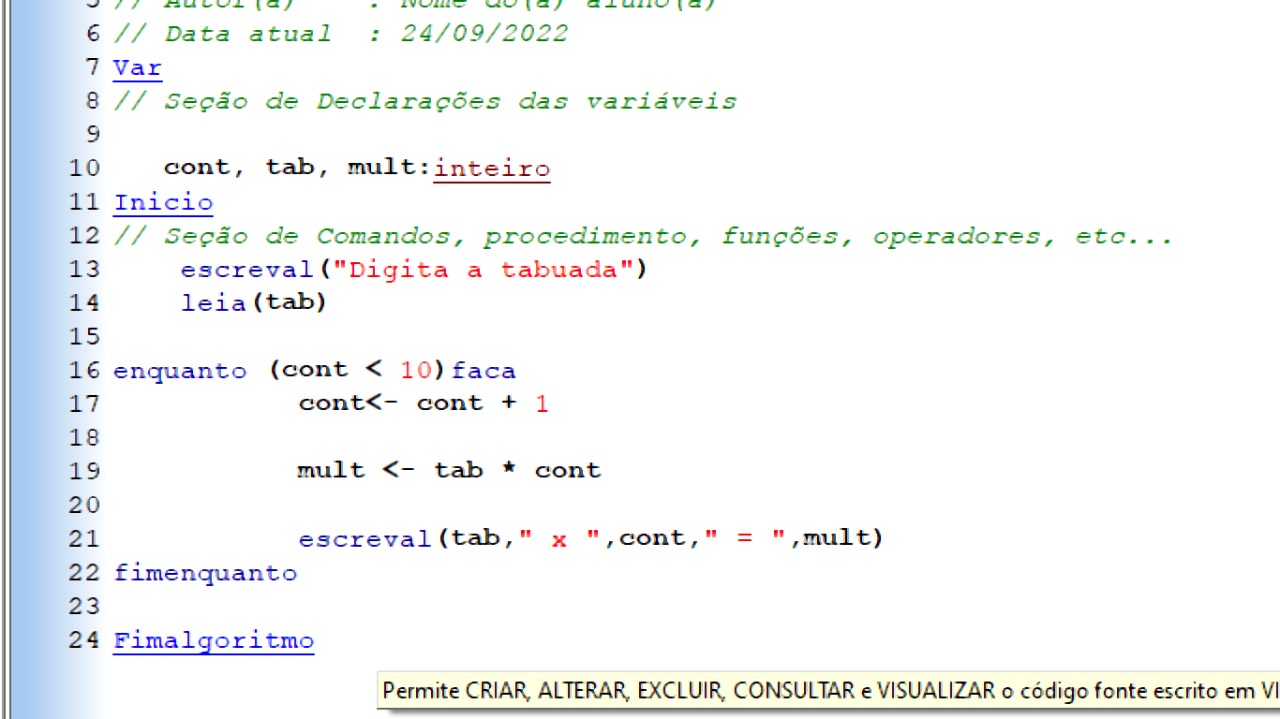 5 // Autor(a) : Nome do(a) aluno(a)
6 // Data atual : 24/09/2022
7 Var
8 // Seção de Declarações das variáveis
9
10 cont, tab, mult:inteiro
11 Inicio
12 // Seção de Comandos, procedimento, funções, operadores, etc...
13 escreval("Digita a tabuada")
14 leia(tab)
15
16 enquanto (cont < 10)faca
17 cont<- cont + 1
18
19 mult <- tab * cont
20
21 escreval(tab," x ",cont," = ",mult)
22 fimenquanto
23
24 Fimalgoritmo
Permite CRIAR, ALTERAR, EXCLUIR, CONSULTAR e VISUALIZAR o código fonte escrito em VI